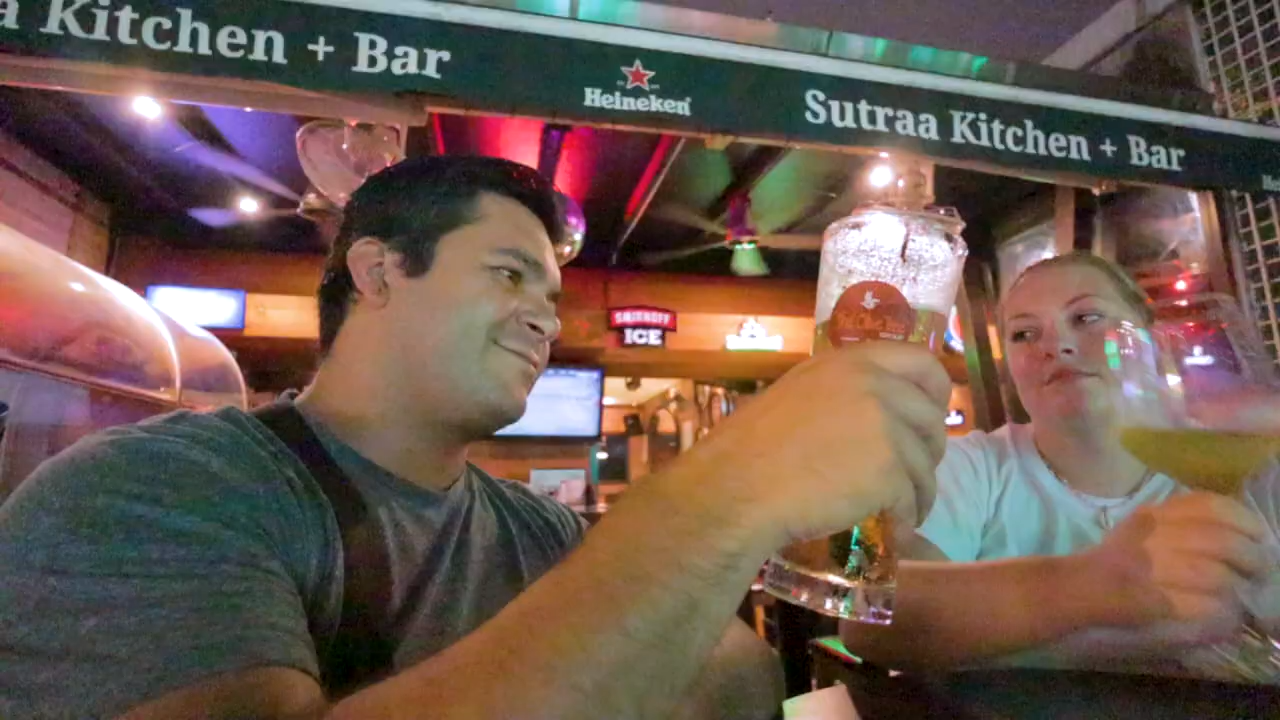 a Kitchen + Bar
Heineken
Sutraa Kitchen + Bar
SMIRNOFF
ICE